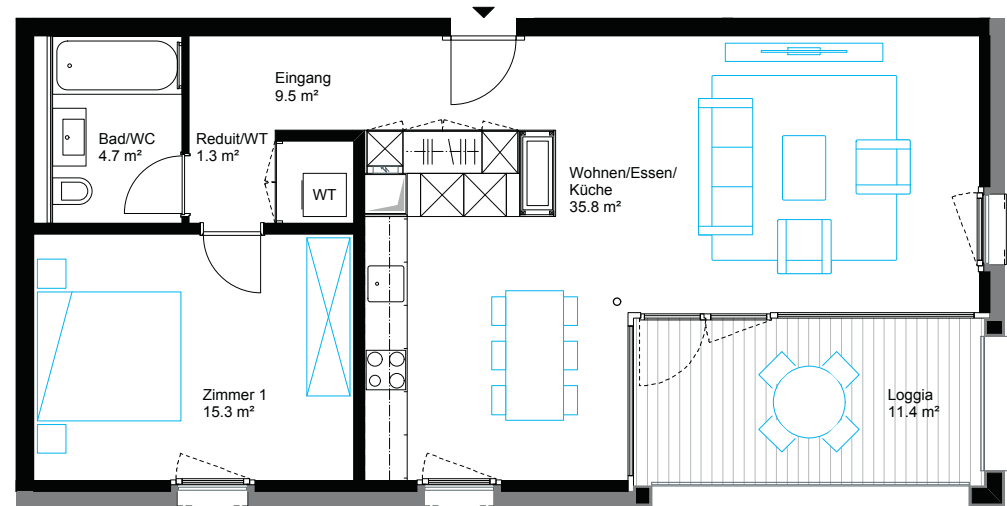 Eingang
9.5 m²
Bad/WC
4.7 m²
Reduit/WT
1.3 m²
WT
Wohnen/Essen/
Küche
35.8 m²
Zimmer 1
15.3 m²
Loggia
11.4 m²